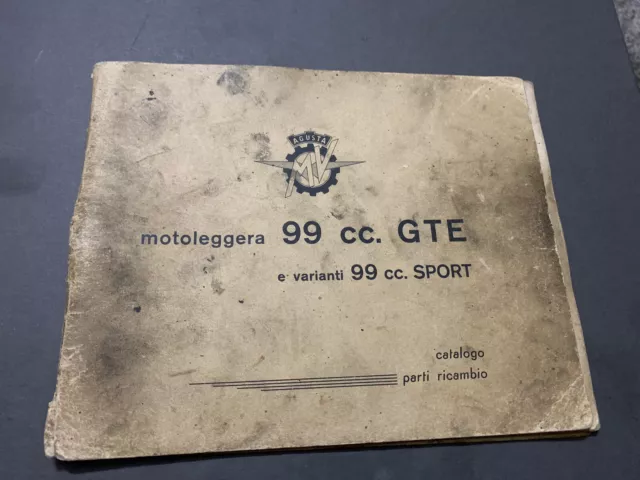 AGUSTA
MV
motoleggera 99 cc. GTE
e varianti 99 cc. SPORT
catalogo
parti ricambio